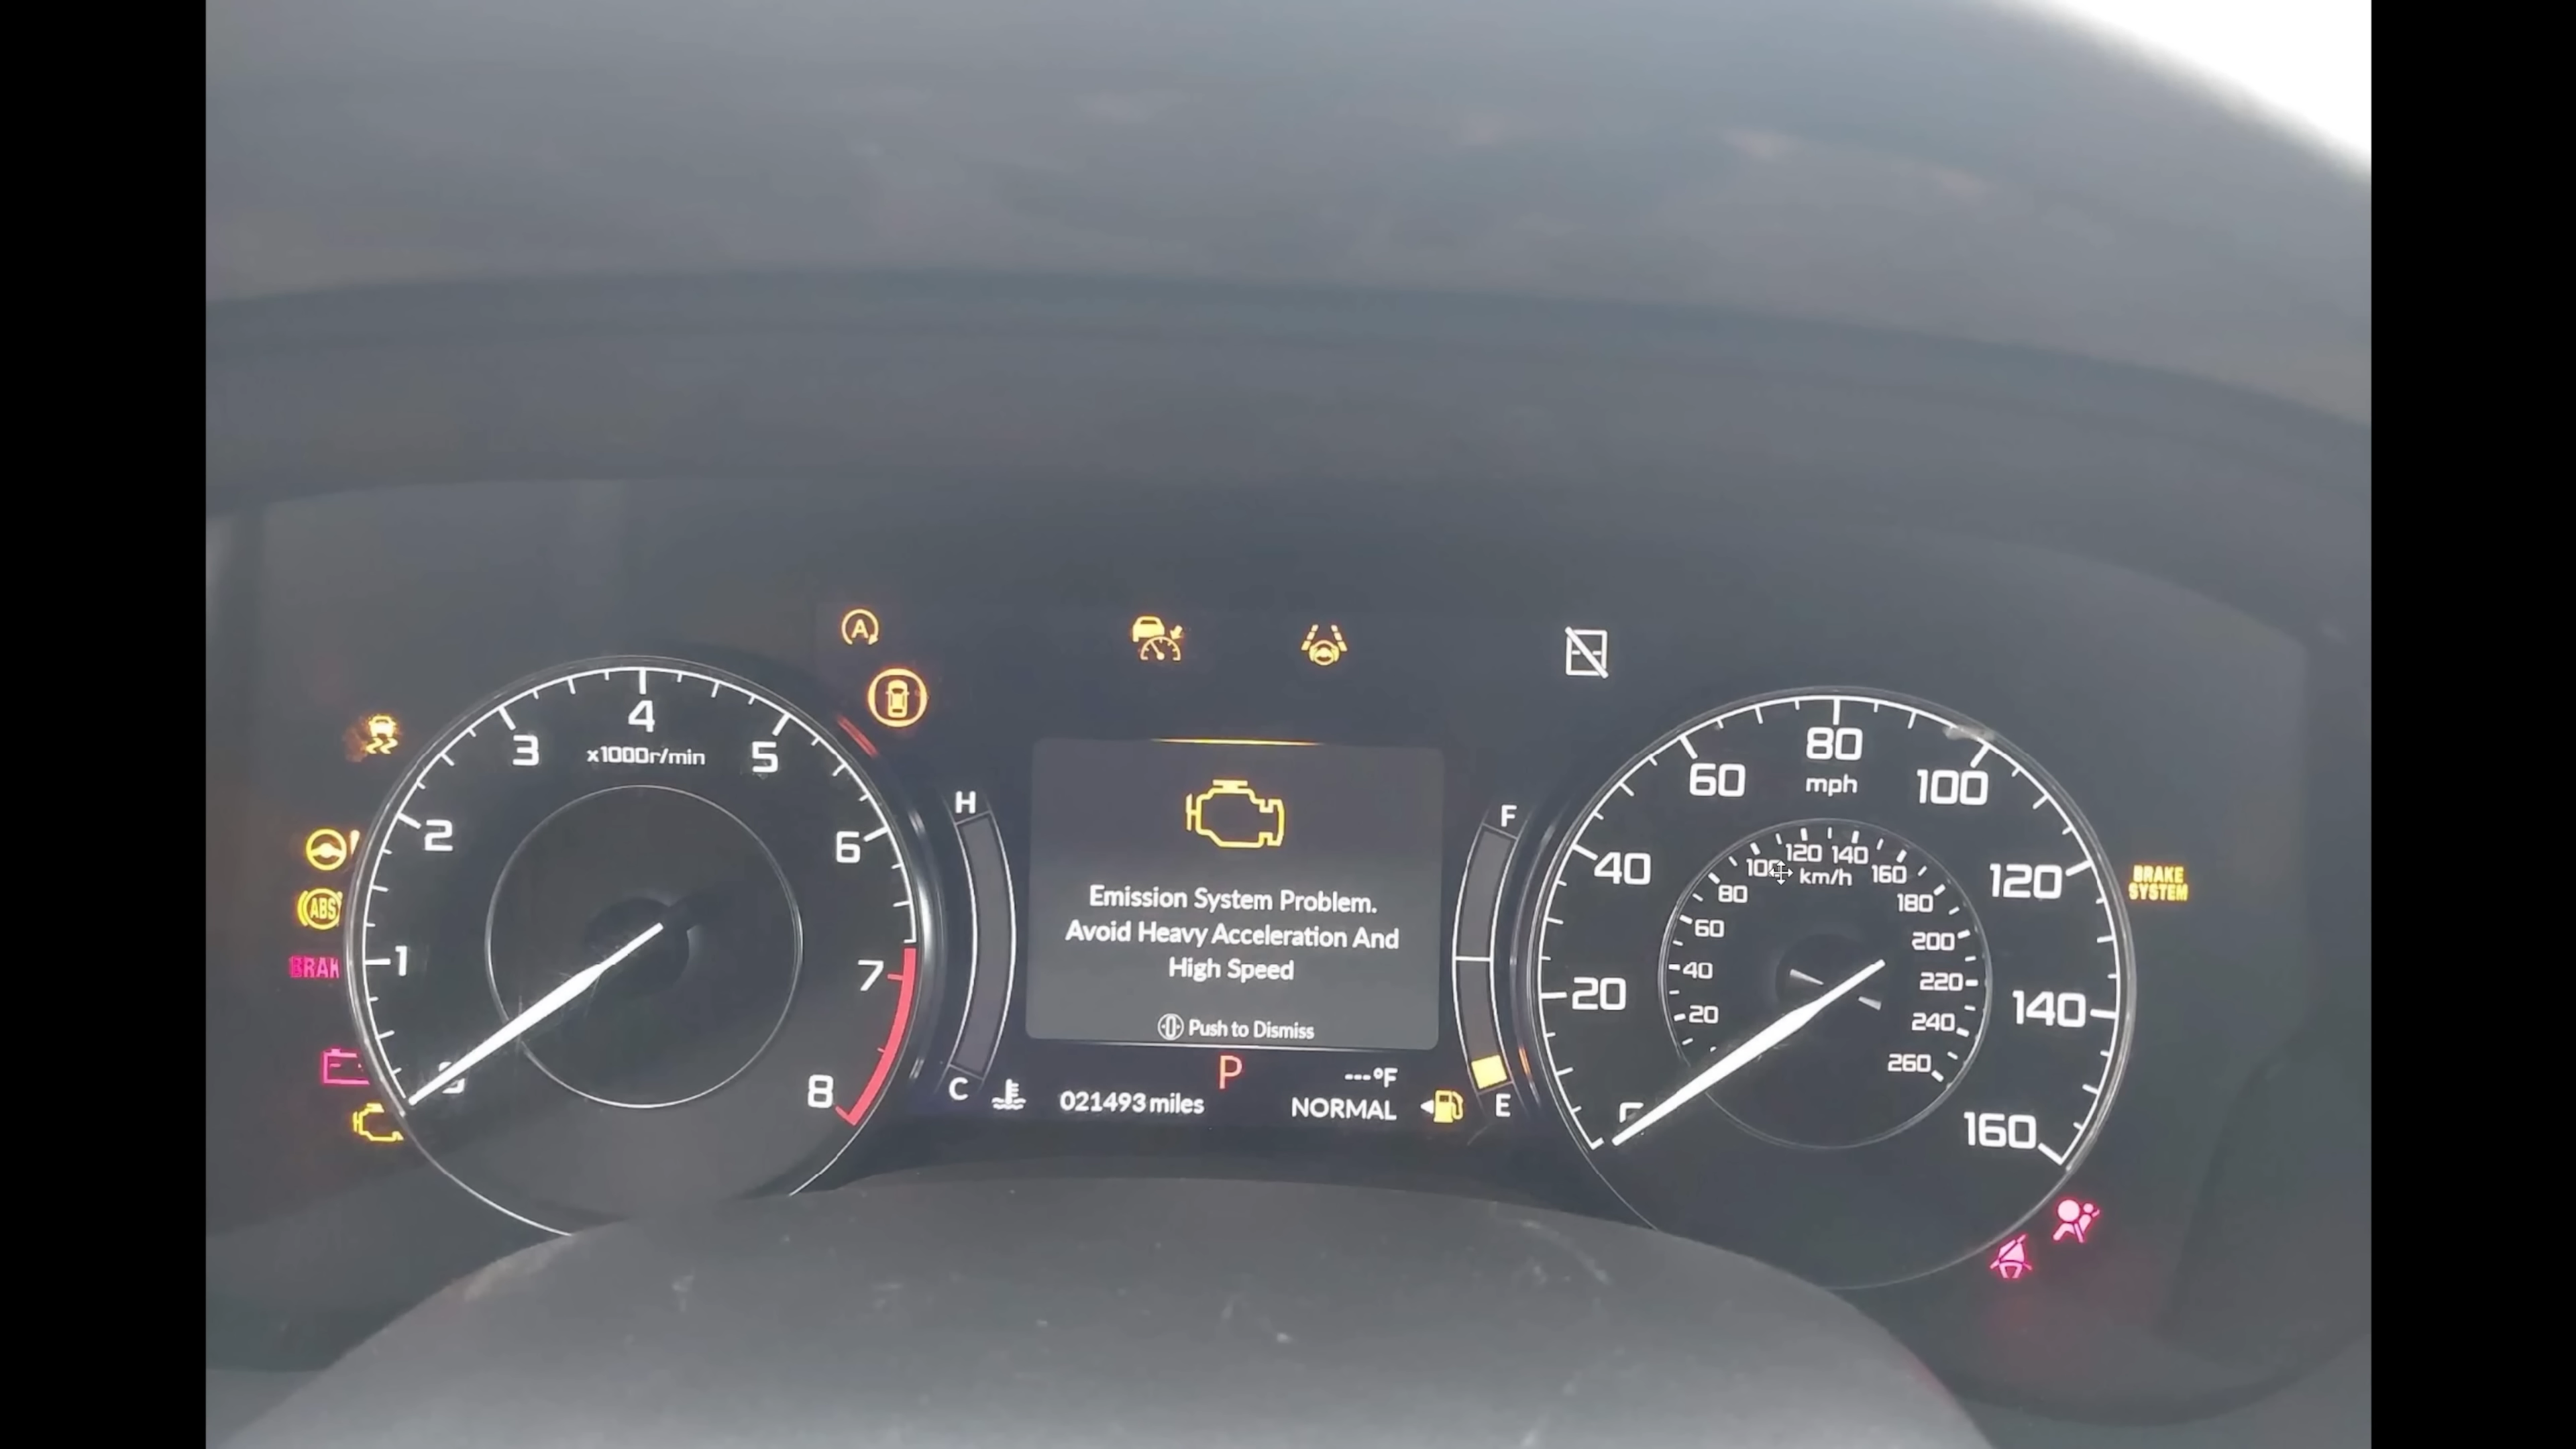 A
4
3
5
x1000r/min
2
6
1
7
8
ABS
BRAK
H
C
Emission System Problem.
Avoid Heavy Acceleration And
High Speed
Push to Dismiss
P
---°F
021493 miles
NORMAL
F
E
80
mph
60
100
40
120
20
140
160
100
120
140
160
km/h
80
180
60
200
40
220
20
240
260
BRAKE
SYSTEM